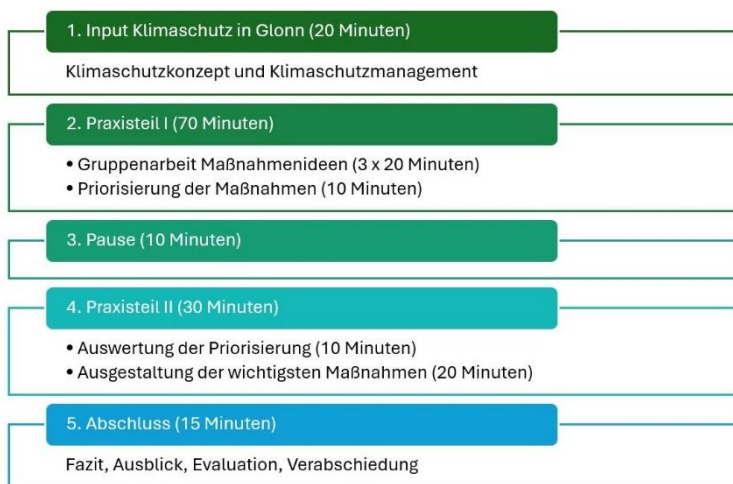 1. Input Klimaschutz in Glonn (20 Minuten)
Klimaschutzkonzept und Klimaschutzmanagement
2. Praxisteil I (70 Minuten)
• Gruppenarbeit Maßnahmenideen (3 x 20 Minuten)
• Priorisierung der Maßnahmen (10 Minuten)
3. Pause (10 Minuten)
4. Praxisteil II (30 Minuten)
• Auswertung der Priorisierung (10 Minuten)
• Ausgestaltung der wichtigsten Maßnahmen (20 Minuten)
5. Abschluss (15 Minuten)
Fazit, Ausblick, Evaluation, Verabschiedung